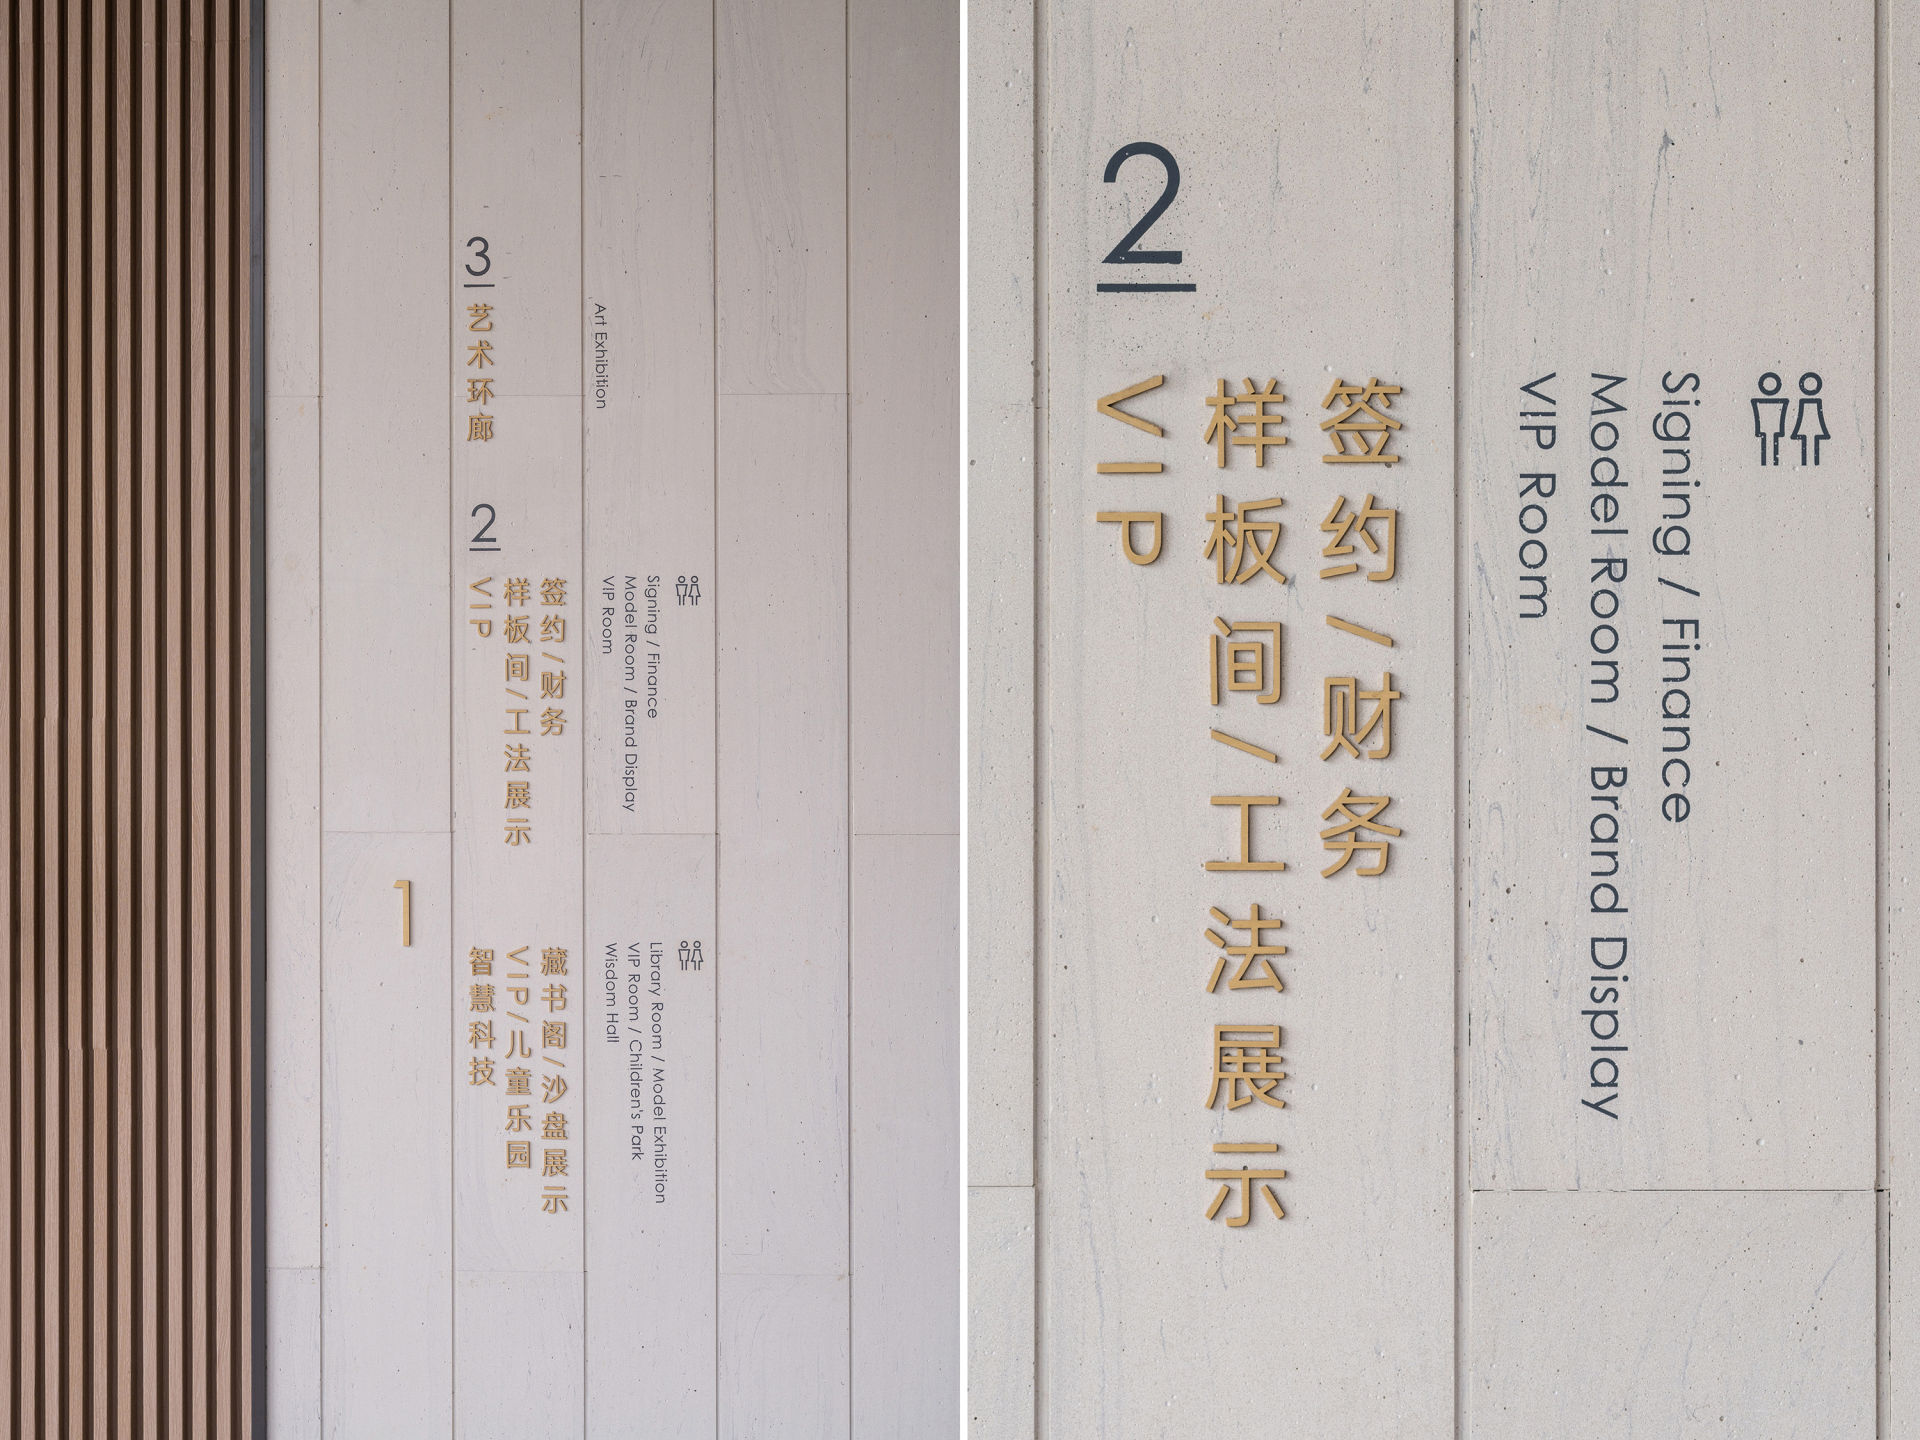 3
艺术环廊
Art Exhibition
2
签约/财务
样板间/工法展示
VIP
Signing / Finance
Model Room / Brand Display
VIP Room
1
藏书阁/沙盘展示
VIP/儿童乐园
智慧科技
Library Room / Model Exhibition
VIP Room / Children's Park
Wisdom Hall
2
签约/财务
样板间/工法展示
VIP
Signing / Finance
Model Room / Brand Display
VIP Room